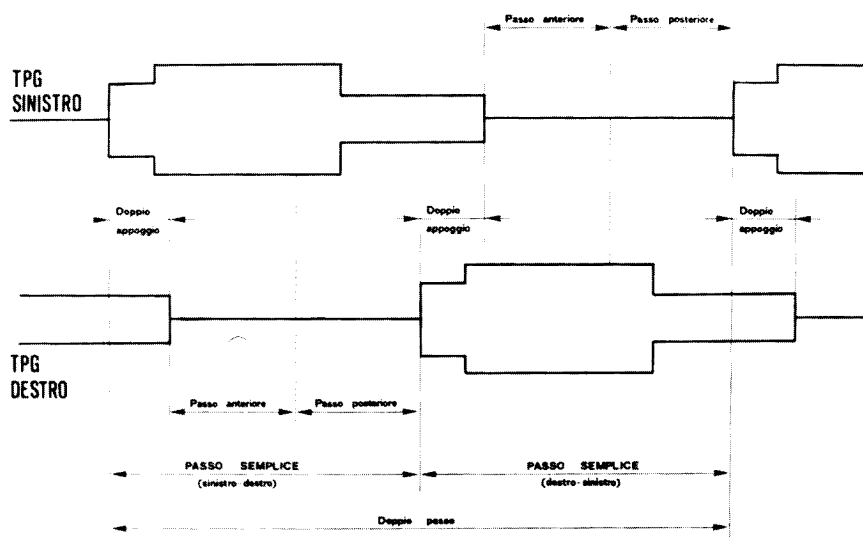 Passo anteriore
Passo posteriore
TPG
SINISTRO
Doppio
appoggio
Doppio
appoggio
Doppio
appoggio
TPG
DESTRO
Passo anteriore
Passo posteriore
PASSO SEMPLICE
(sinistro-destro)
PASSO SEMPLICE
(destro-sinistro)
Doppio passo